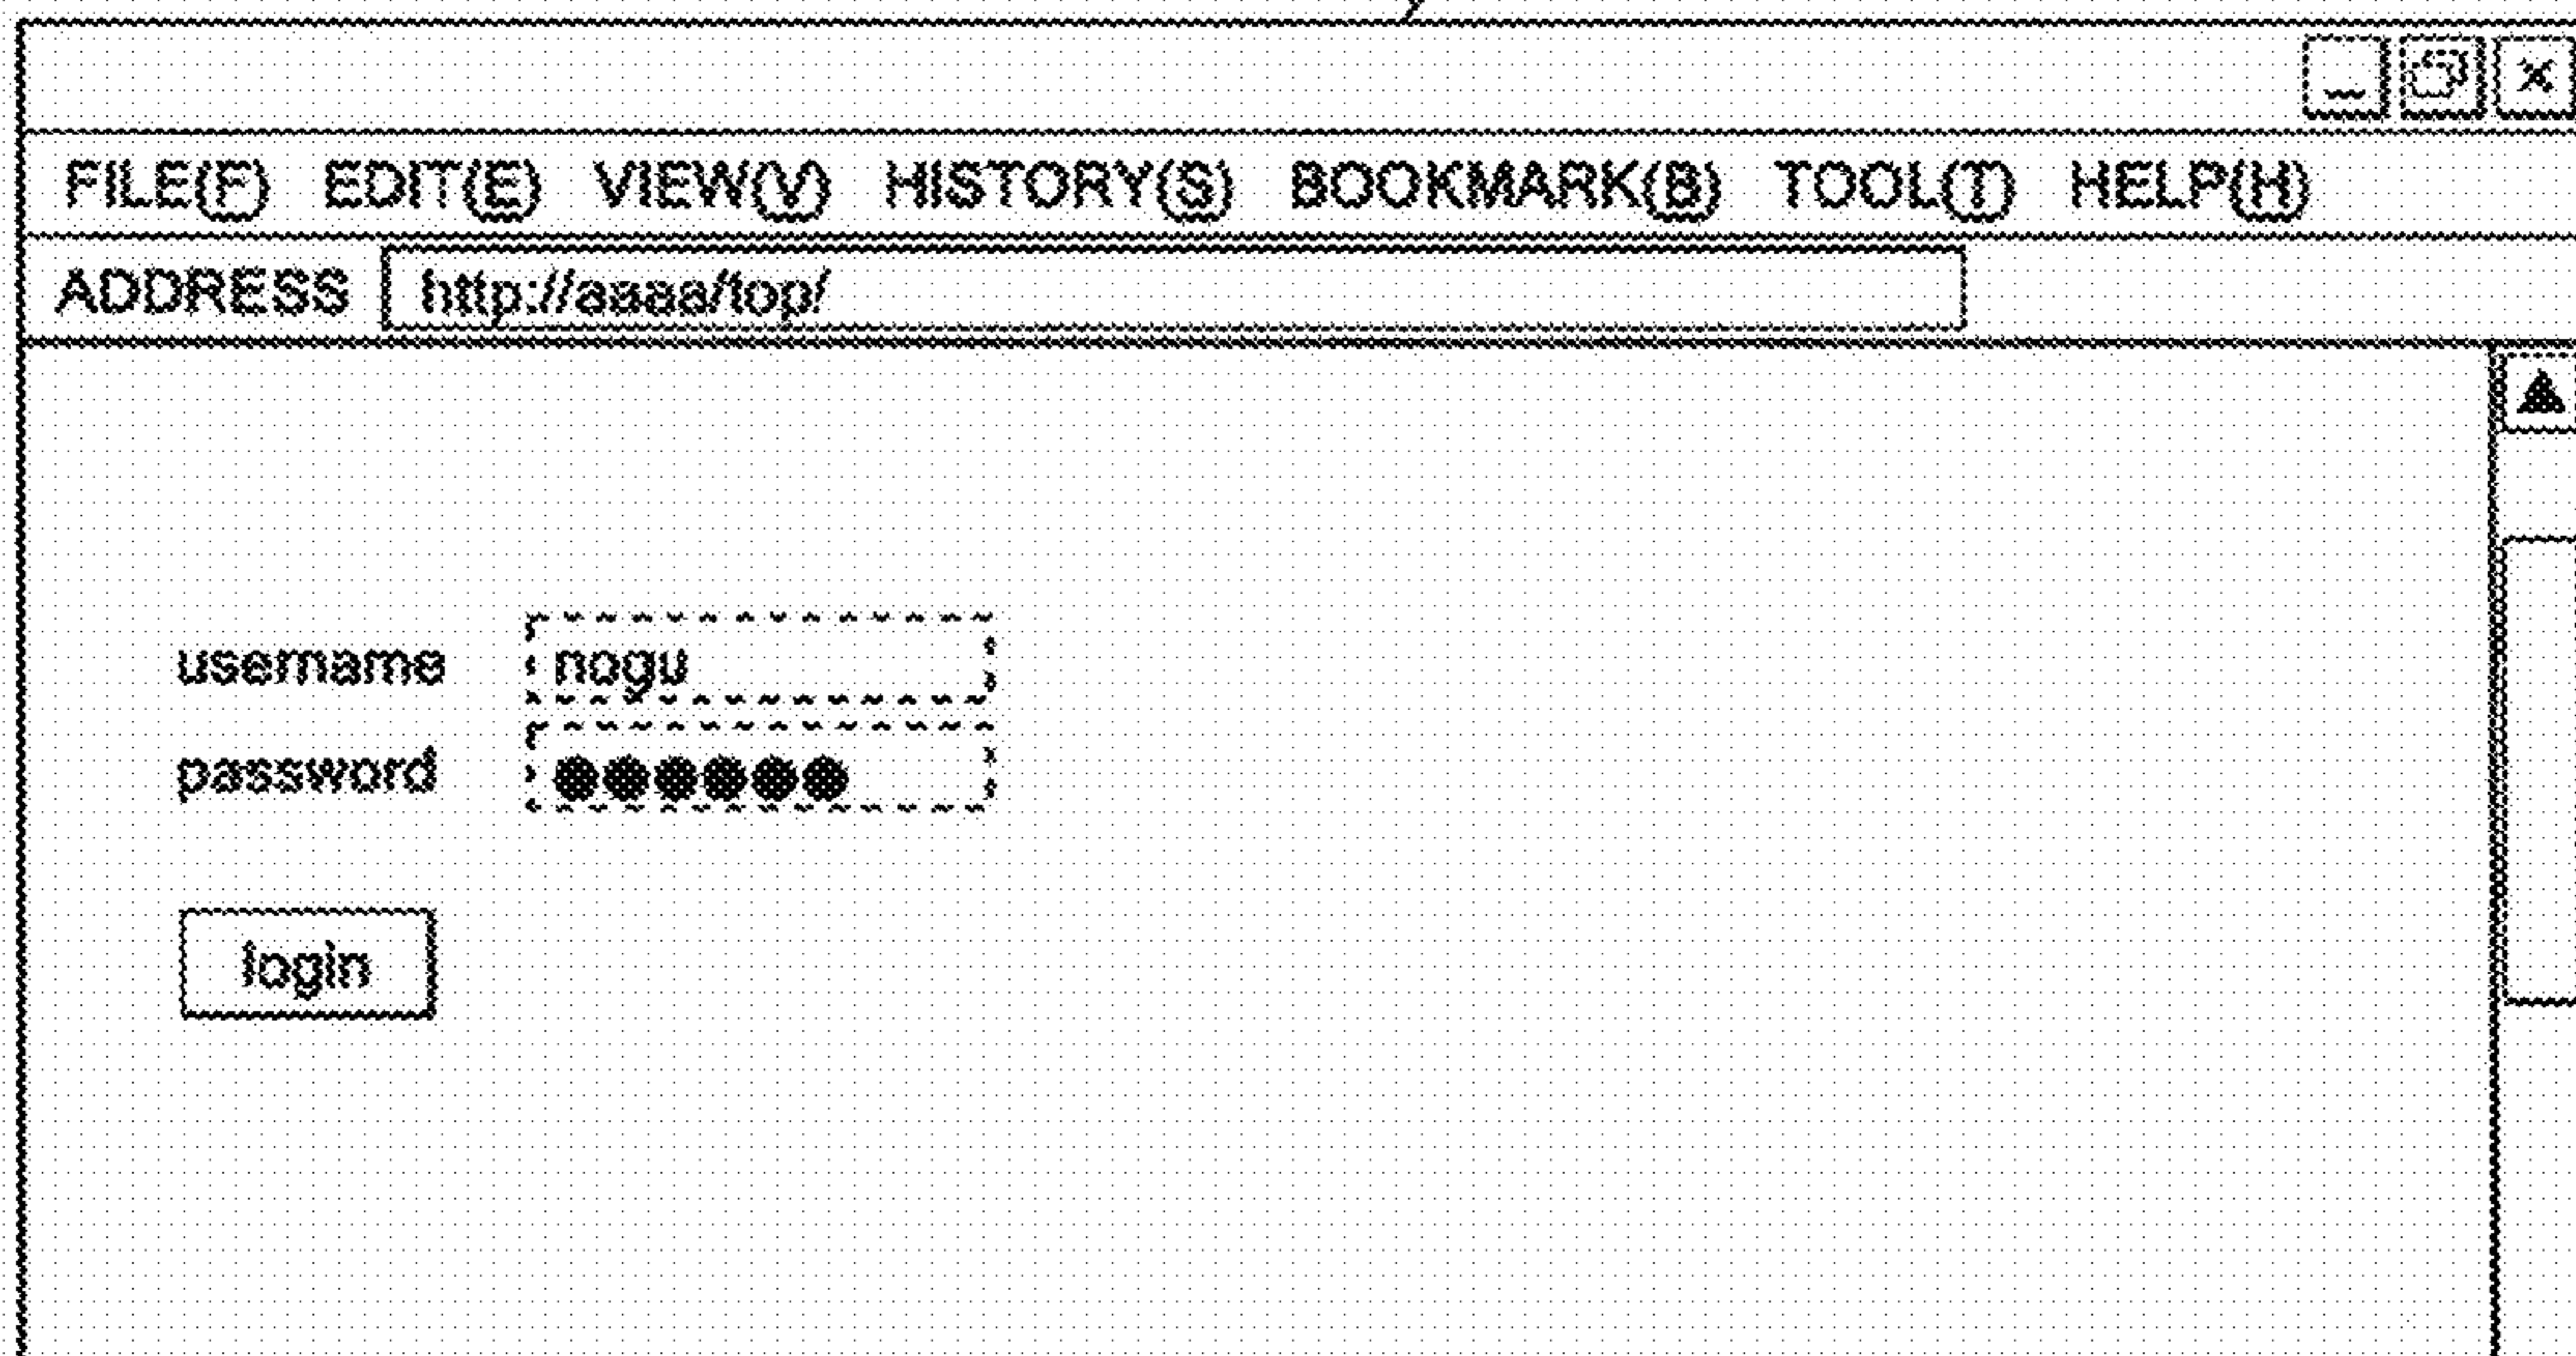 FILE(F) EDIT(E) VIEW(V) HISTORY(S) BOOKMARK(B) TOOL(T) HELP(H)
ADDRESS http://aaaa/top/
username nogu
password ●●●●●●
login